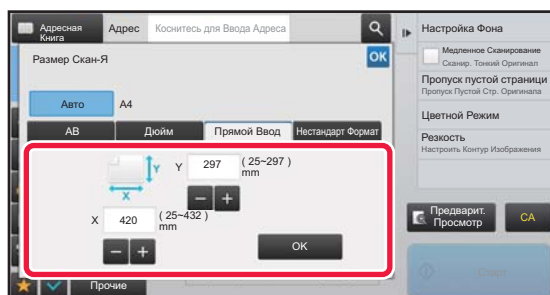 Адресная
Книга
Адрес
Коснитесь для Ввода Адреса
Размер Скан-Я
OK
Авто
A4
AB
Дюйм
Прямой Ввод
Нестандарт Формат
Y
X
Y
297
( 25~297 )
mm
X
420
( 25~432 )
mm
OK
Прочие
Настройка Фона
Медленное Сканирование
Сканир. Тонкий Оригинал
Пропуск пустой страници
Пропуск Пустой Стр. Оригинала
Цветной Режим
Резкость
Настроить Контур Изображения
Предварит.
Просмотр
CA
Старт